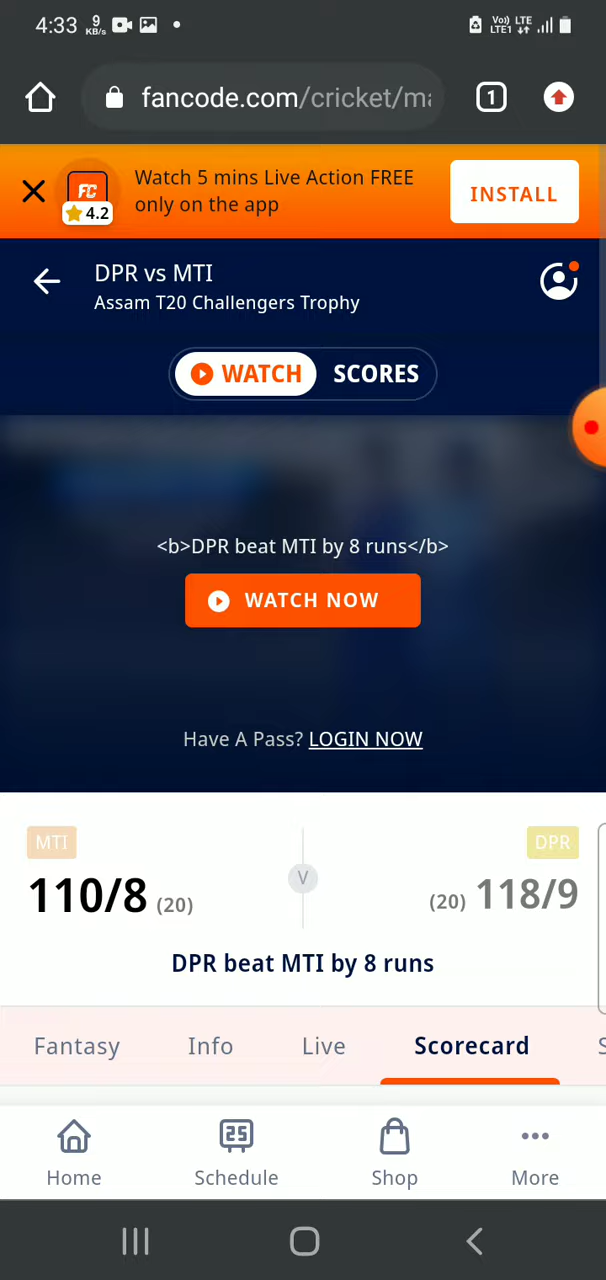 4:33 9 KB/s Vo) LTE LTE1
fancode.com/cricket/ma 1
FC
4.2
Watch 5 mins Live Action FREE
only on the app
INSTALL
DPR vs MTI
Assam T20 Challengers Trophy
WATCH SCORES
<b>DPR beat MTI by 8 runs</b>
WATCH NOW
Have A Pass? LOGIN NOW
MTI DPR
110/8 (20) V (20) 118/9
DPR beat MTI by 8 runs
Fantasy Info Live Scorecard S
25
Home Schedule Shop More